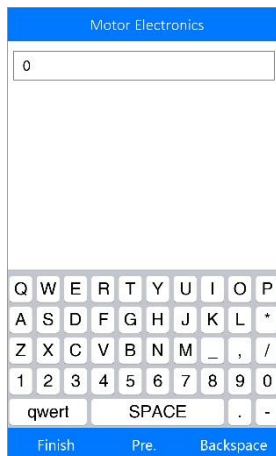 Motor Electronics
0
Q W E R T Y U I O P
A S D F G H J K L *
Z X C V B N M _ , /
1 2 3 4 5 6 7 8 9 0
qwert SPACE . -
Finish Pre. Backspace